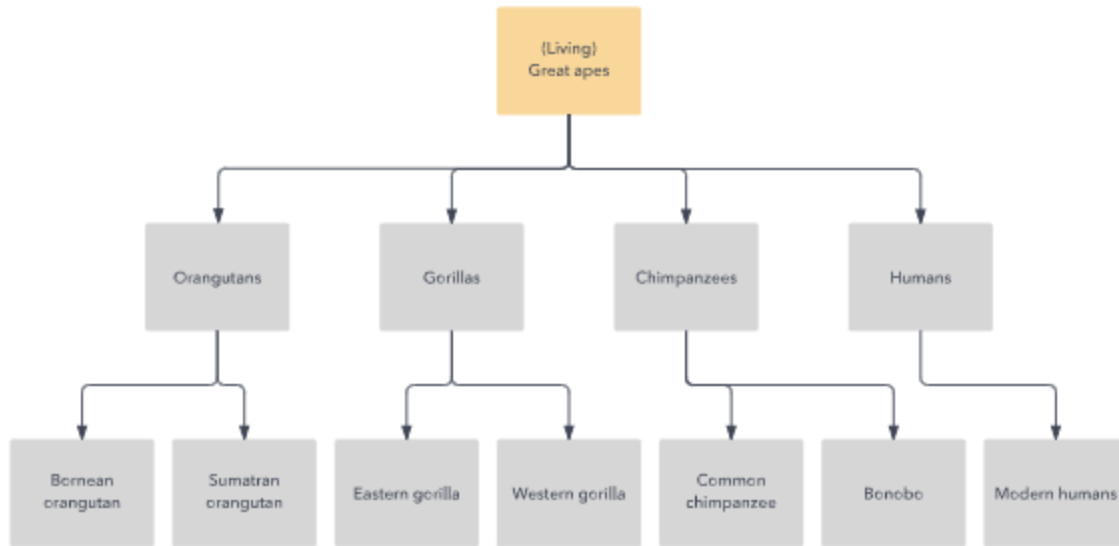 (Living)
Great apes
Orangutans
Gorillas
Chimpanzees
Humans
Bornean
orangutan
Sumatran
orangutan
Eastern gorilla
Western gorilla
Common
chimpanzee
Bonobo
Modern humans